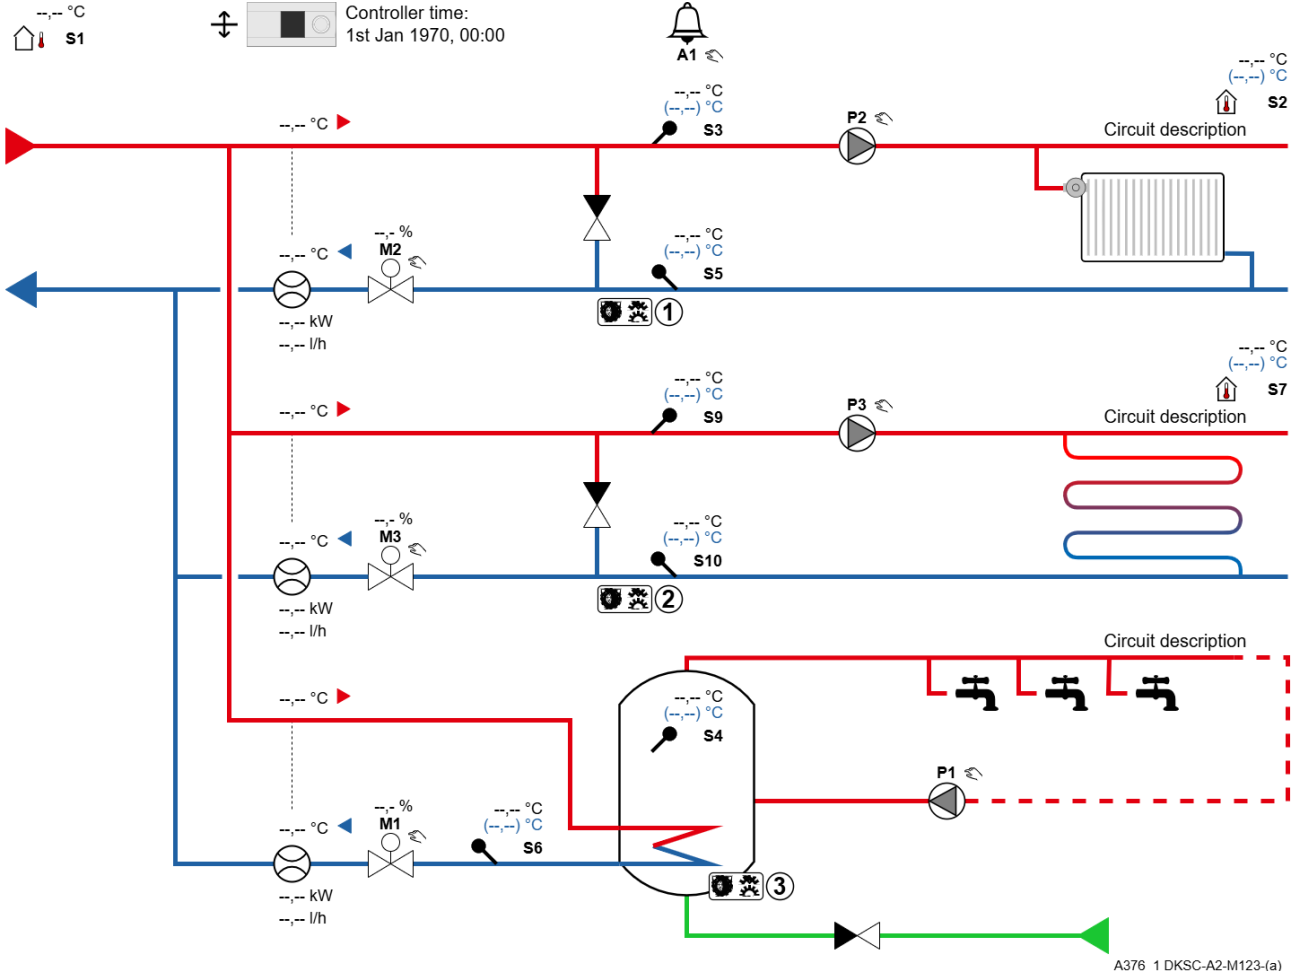 --,-- °C
S1
Controller time:
1st Jan 1970, 00:00
A1
--,-- °C
(--,--) °C
S2
--,-- °C
(--,--) °C
S3
P2
Circuit description
--,-- °C
--,-- °C
--,- %
M2
--,-- °C
(--,--) °C
S5
--,-- kW
--,-- l/h
1
--,-- °C
(--,--) °C
S7
--,-- °C
(--,--) °C
S9
P3
Circuit description
--,-- °C
--,-- °C
--,- %
M3
--,-- °C
(--,--) °C
S10
--,-- kW
--,-- l/h
2
Circuit description
--,-- °C
--,-- °C
(--,--) °C
S4
P1
--,-- °C
--,- %
M1
--,-- °C
(--,--) °C
S6
--,-- kW
--,-- l/h
3
A376_1 DKSC-A2-M123-(a)